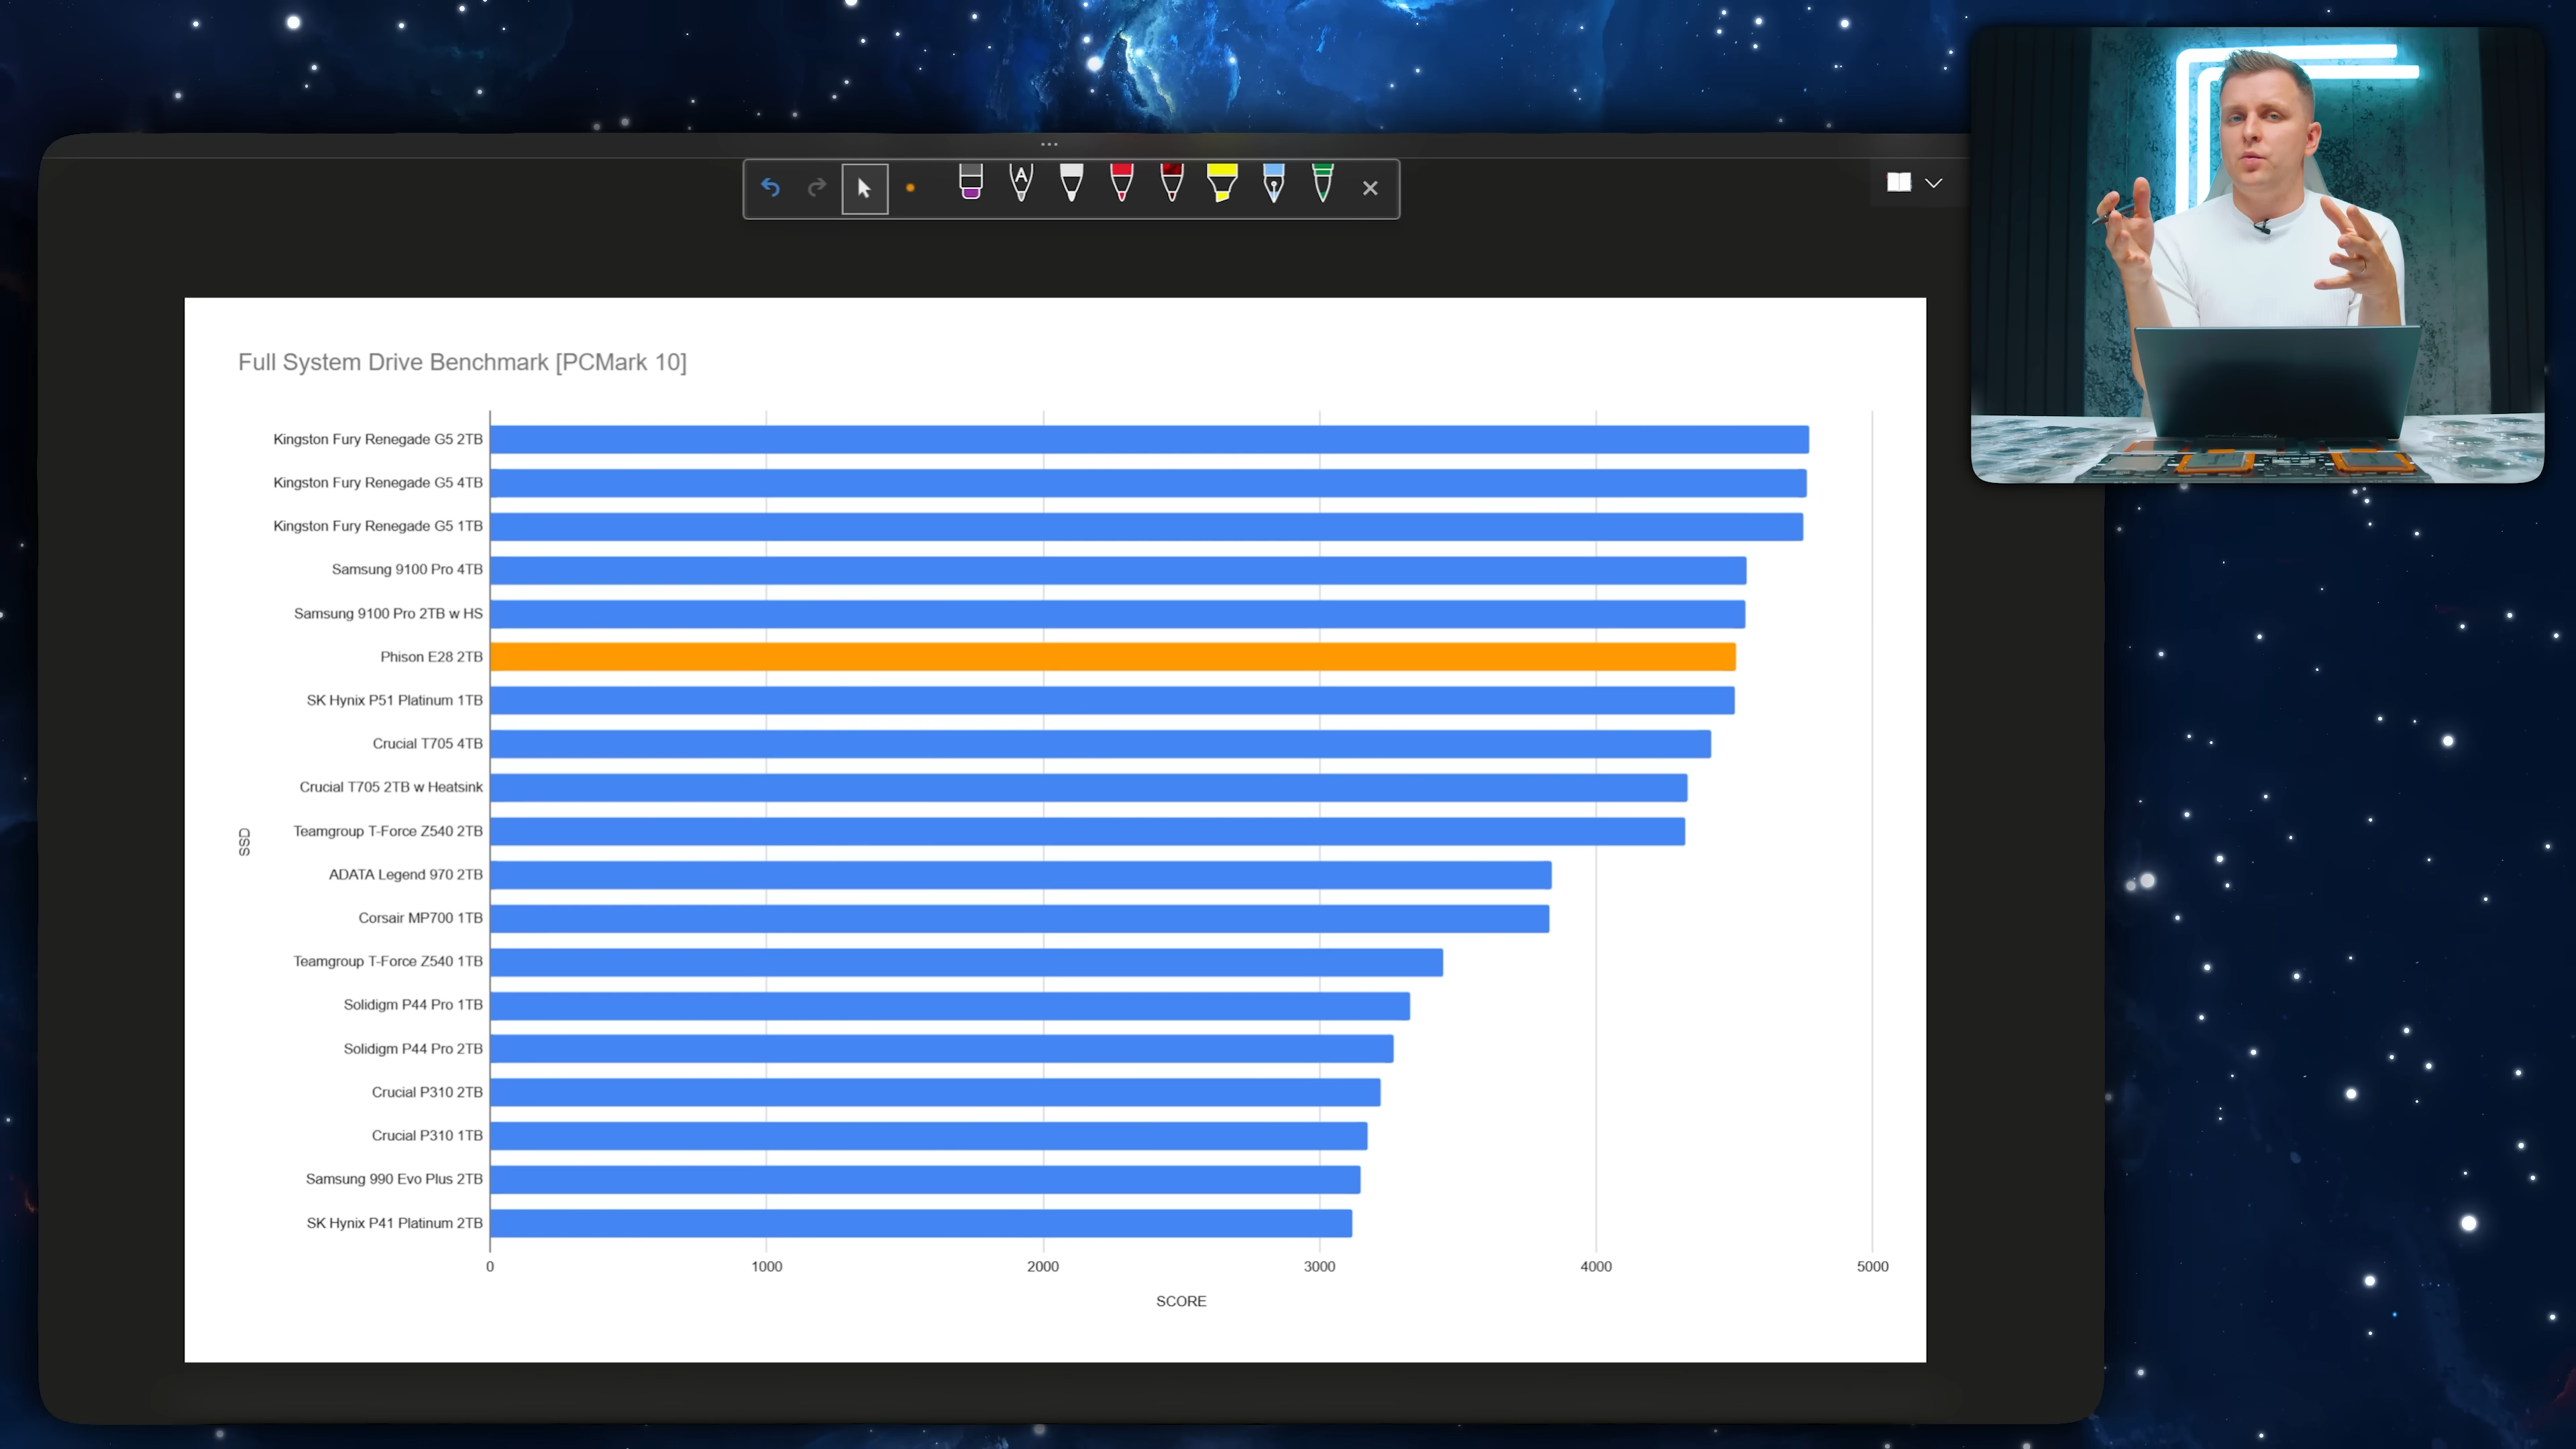 A
Full System Drive Benchmark [PCMark 10]
Kingston Fury Renegade G5 2TB
Kingston Fury Renegade G5 4TB
Kingston Fury Renegade G5 1TB
Samsung 9100 Pro 4TB
Samsung 9100 Pro 2TB w HS
Phison E28 2TB
SK Hynix P51 Platinum 1TB
Crucial T705 4TB
Crucial T705 2TB w Heatsink
Teamgroup T-Force Z540 2TB
ADATA Legend 970 2TB
Corsair MP700 1TB
Teamgroup T-Force Z540 1TB
Solidigm P44 Pro 1TB
Solidigm P44 Pro 2TB
Crucial P310 2TB
Crucial P310 1TB
Samsung 990 Evo Plus 2TB
SK Hynix P41 Platinum 2TB
SSD
0 1000 2000 3000 4000 5000
SCORE